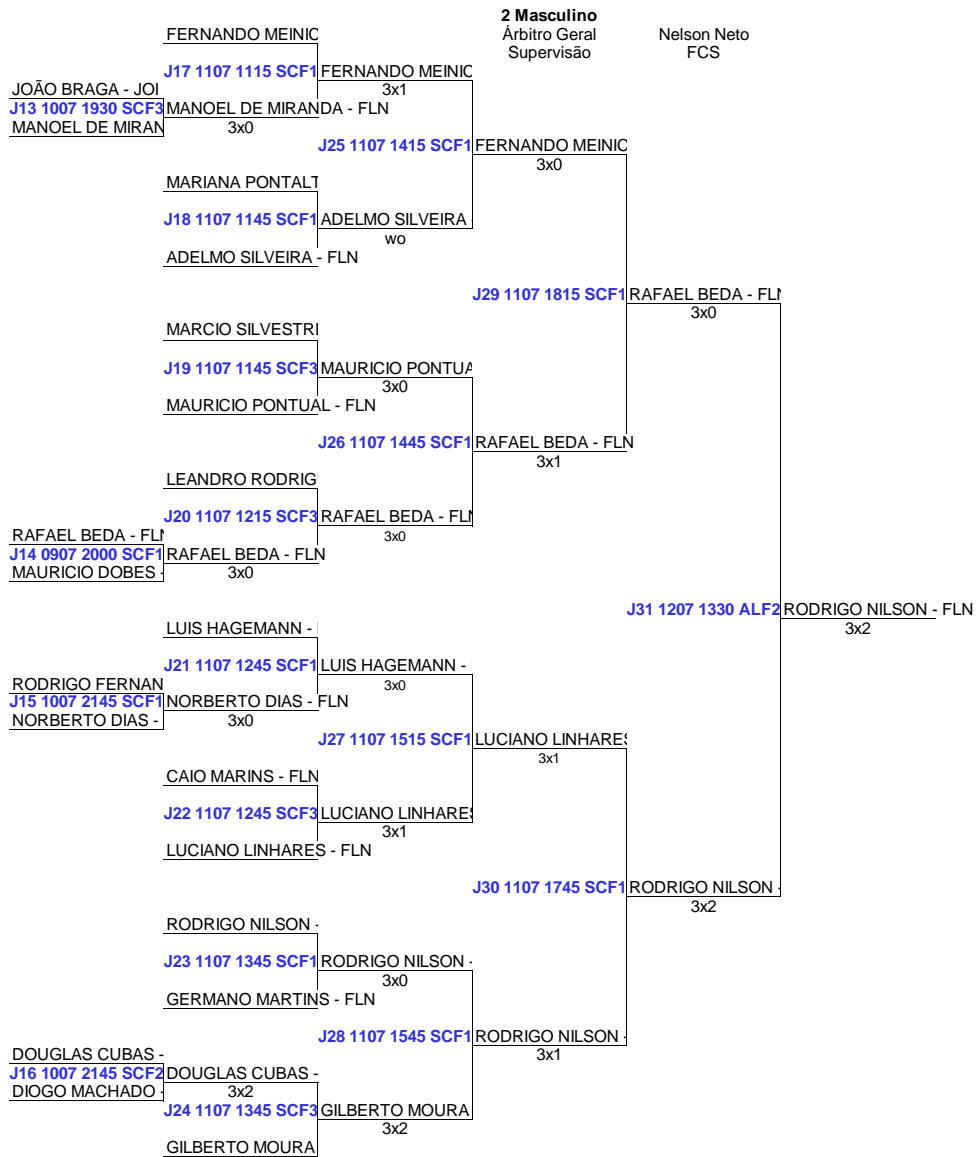 2 Masculino
Árbitro Geral Nelson Neto
Supervisão FCS
FERNANDO MEINIC
J17 1107 1115 SCF1 FERNANDO MEINIC
3x1
JOÃO BRAGA - JOI
J13 1007 1930 SCF3 MANOEL DE MIRANDA - FLN
MANOEL DE MIRAN 3x0
J25 1107 1415 SCF1 FERNANDO MEINIC
3x0
MARIANA PONTALT
J18 1107 1145 SCF1 ADELMO SILVEIRA -
wo
ADELMO SILVEIRA - FLN
J29 1107 1815 SCF1 RAFAEL BEDA - FLN
3x0
MARCIO SILVESTRI
J19 1107 1145 SCF3 MAURICIO PONTUA
3x0
MAURICIO PONTUAL - FLN
J26 1107 1445 SCF1 RAFAEL BEDA - FLN
3x1
LEANDRO RODRIG
J20 1107 1215 SCF3 RAFAEL BEDA - FLN
3x0
RAFAEL BEDA - FLN
J14 0907 2000 SCF1 RAFAEL BEDA - FLN
MAURICIO DOBES - 3x0
J31 1207 1330 ALF2 RODRIGO NILSON - FLN
3x2
LUIS HAGEMANN -
J21 1107 1245 SCF1 LUIS HAGEMANN -
3x0
RODRIGO FERNAN
J15 1007 2145 SCF1 NORBERTO DIAS - FLN
NORBERTO DIAS - 3x0
J27 1107 1515 SCF1 LUCIANO LINHARES
3x1
CAIO MARINS - FLN
J22 1107 1245 SCF3 LUCIANO LINHARES
3x1
LUCIANO LINHARES - FLN
J30 1107 1745 SCF1 RODRIGO NILSON -
3x2
RODRIGO NILSON -
J23 1107 1345 SCF1 RODRIGO NILSON -
3x0
GERMANO MARTINS - FLN
J28 1107 1545 SCF1 RODRIGO NILSON -
3x1
DOUGLAS CUBAS -
J16 1007 2145 SCF2 DOUGLAS CUBAS -
DIOGO MACHADO - 3x2
J24 1107 1345 SCF3 GILBERTO MOURA
3x2
GILBERTO MOURA